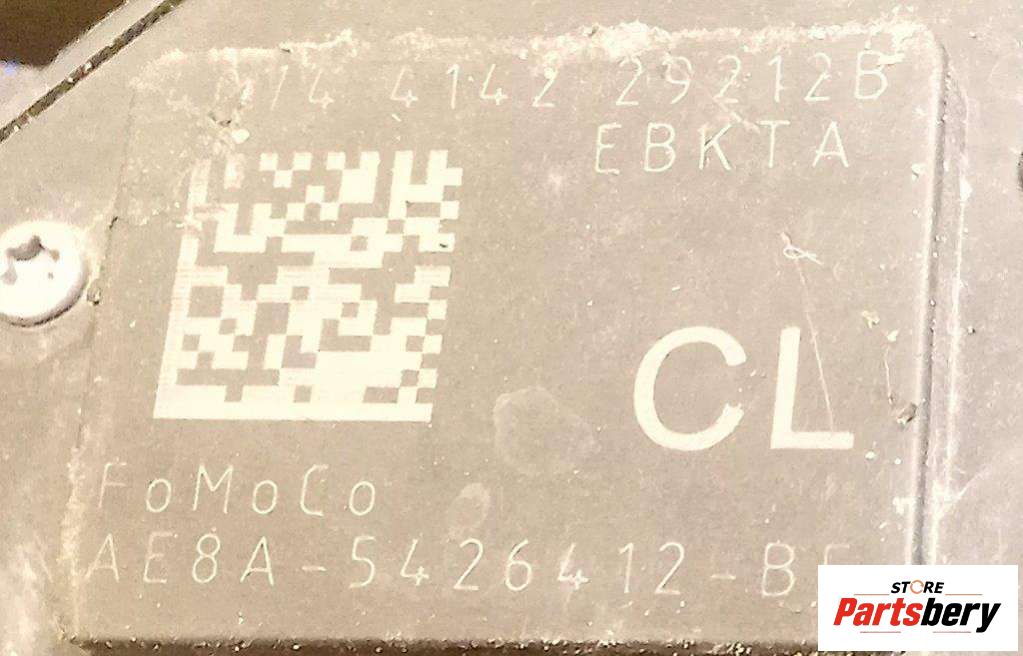 4142 29212B
EBKTA
CL
FoMoCo
AE8A-5426412-B
STORE
Partsbery